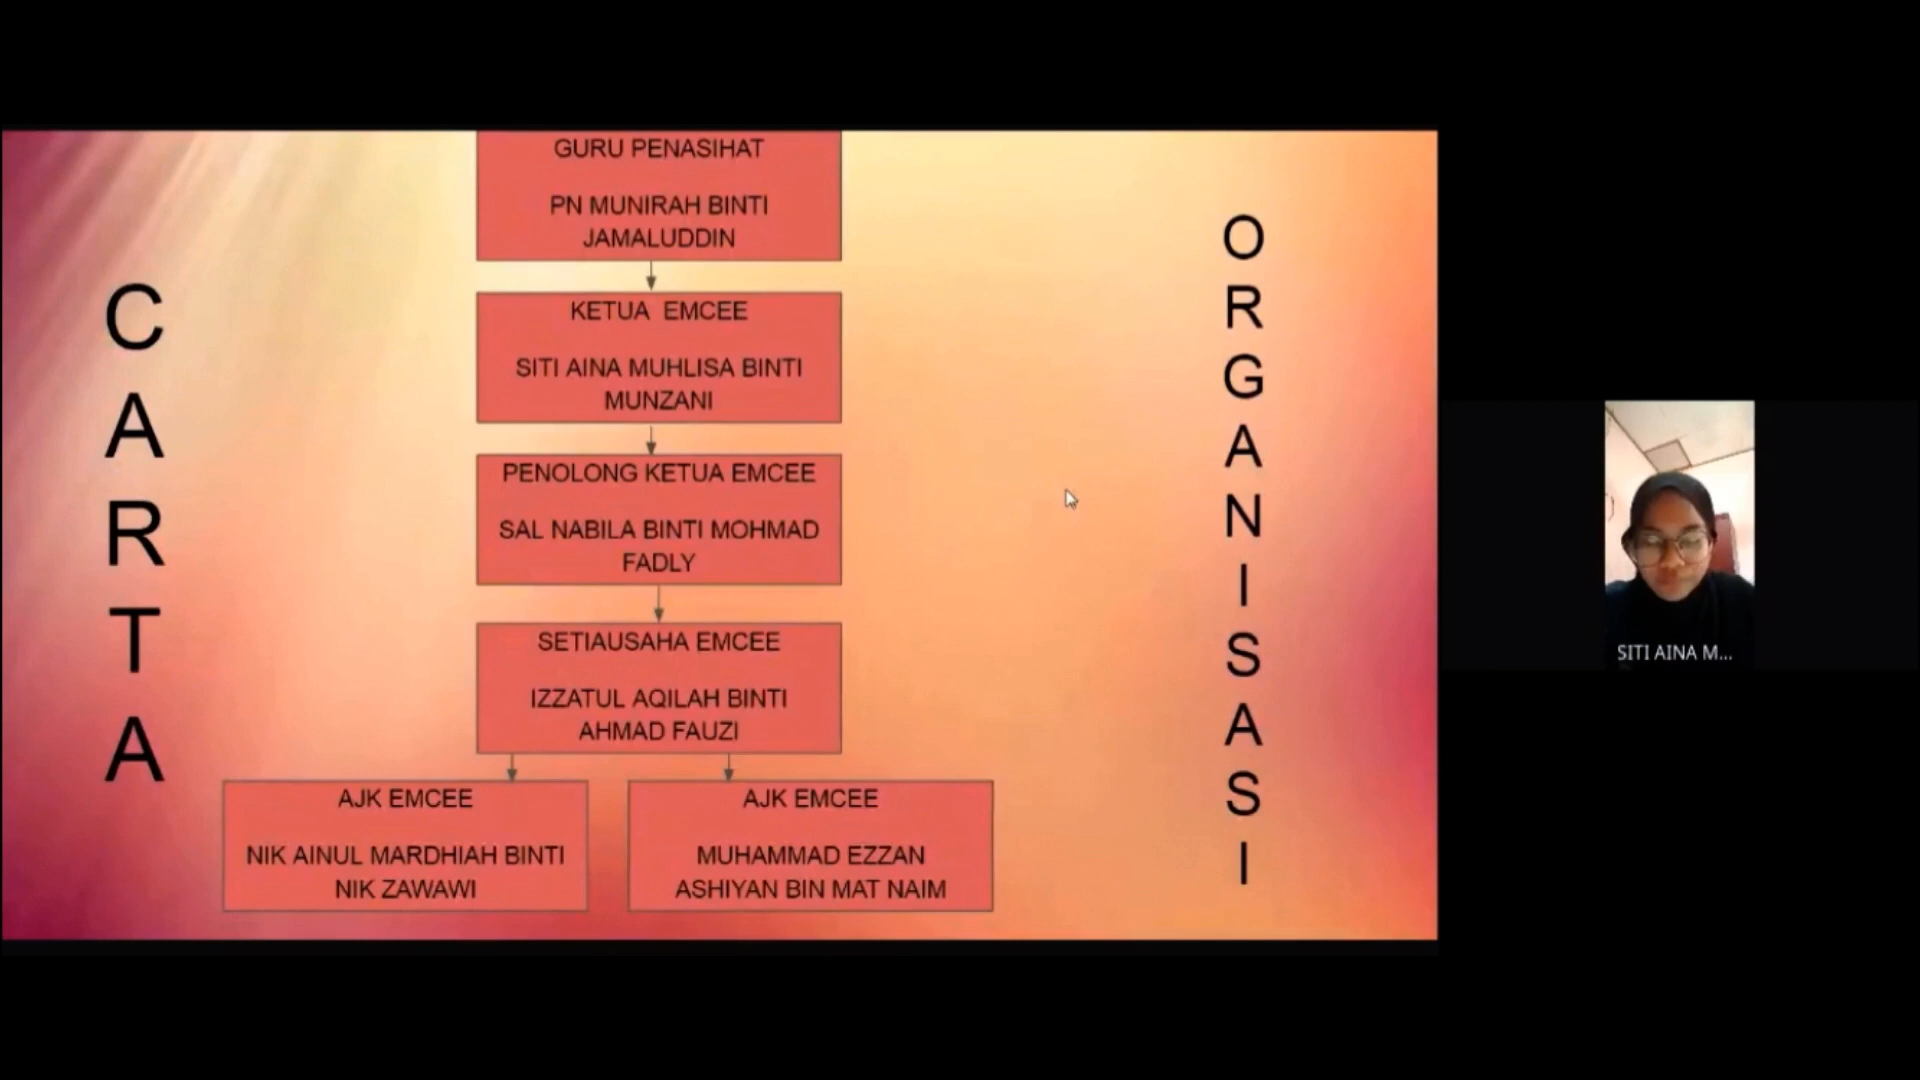 C
A
R
T
A
GURU PENASIHAT
PN MUNIRAH BINTI
JAMALUDDIN
KETUA EMCEE
SITI AINA MUHLISA BINTI
MUNZANI
PENOLONG KETUA EMCEE
SAL NABILA BINTI MOHMAD
FADLY
SETIAUSAHA EMCEE
IZZATUL AQILAH BINTI
AHMAD FAUZI
AJK EMCEE
NIK AINUL MARDHIAH BINTI
NIK ZAWAWI
AJK EMCEE
MUHAMMAD EZZAN
ASHIYAN BIN MAT NAIM
O
R
G
A
N
I
S
A
S
I
SITI AINA M...